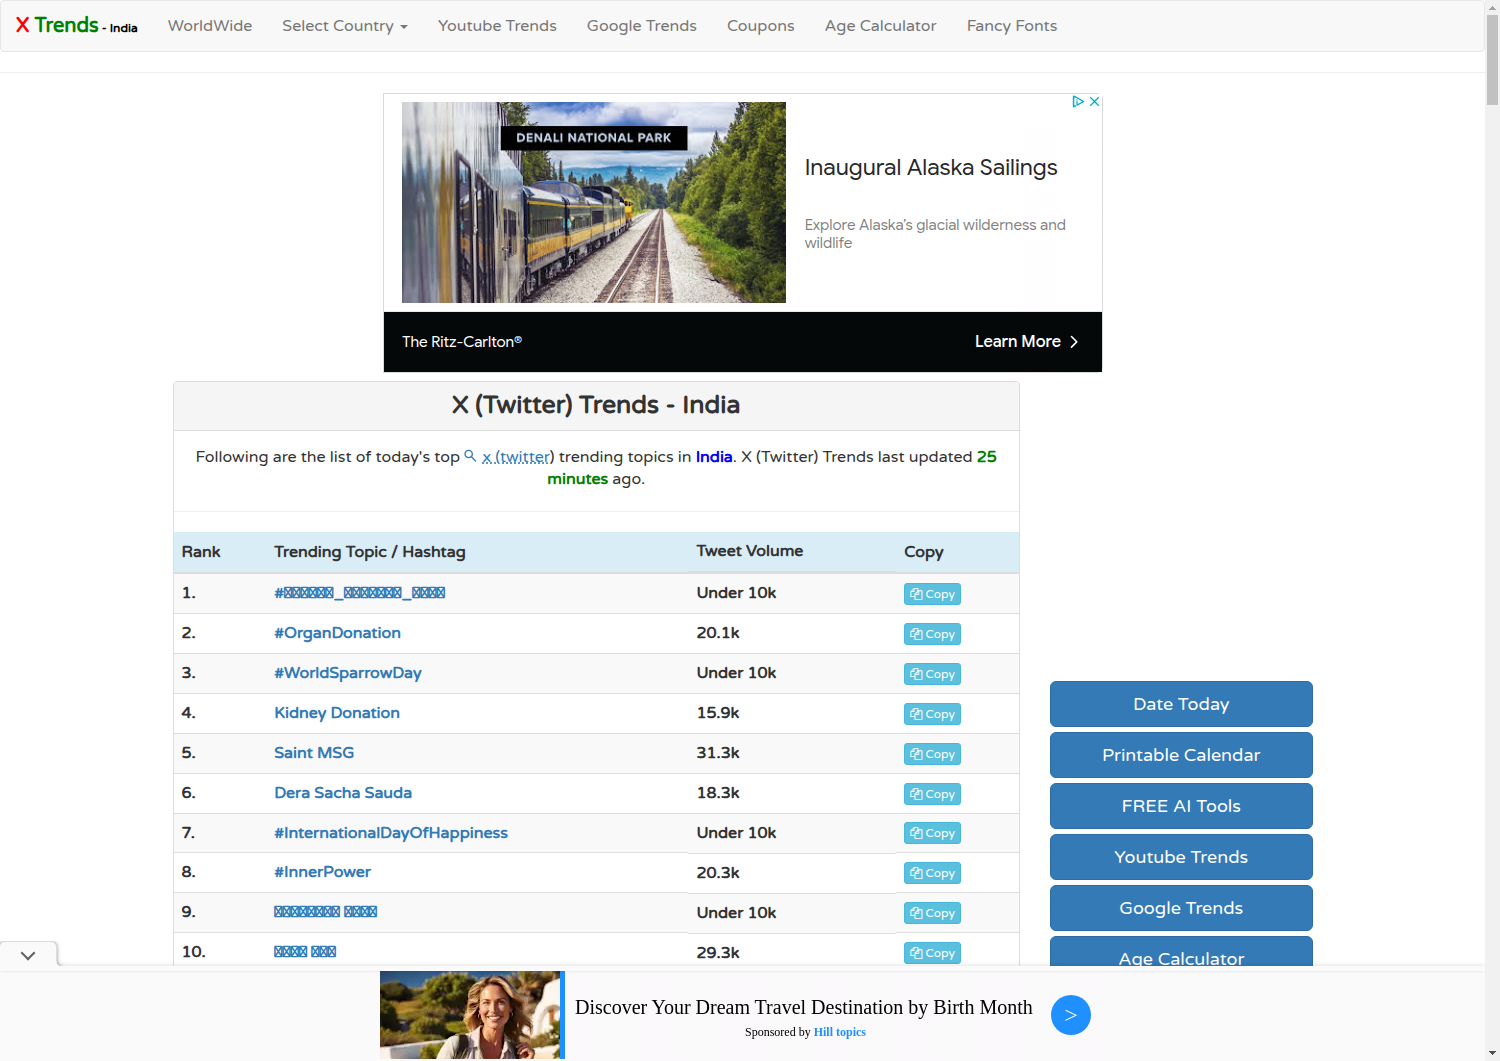 X Trends - India
WorldWide
Select Country
Youtube Trends
Google Trends
Coupons
Age Calculator
Fancy Fonts
DENALI NATIONAL PARK
Inaugural Alaska Sailings
Explore Alaska's glacial wilderness and
wildlife
The Ritz-Carlton®
Learn More
X (Twitter) Trends - India
Following are the list of today's top x (twitter) trending topics in India. X (Twitter) Trends last updated 25
minutes ago.
Rank Trending Topic / Hashtag Tweet Volume Copy
1. Under 10k Copy
2. #OrganDonation 20.1k Copy
3. #WorldSparrowDay Under 10k Copy
4. Kidney Donation 15.9k Copy
5. Saint MSG 31.3k Copy
6. Dera Sacha Sauda 18.3k Copy
7. #InternationalDayOfHappiness Under 10k Copy
8. #InnerPower 20.3k Copy
9. Under 10k Copy
10. 29.3k Copy
Date Today
Printable Calendar
FREE AI Tools
Youtube Trends
Google Trends
Age Calculator
Discover Your Dream Travel Destination by Birth Month
Sponsored by Hill topics